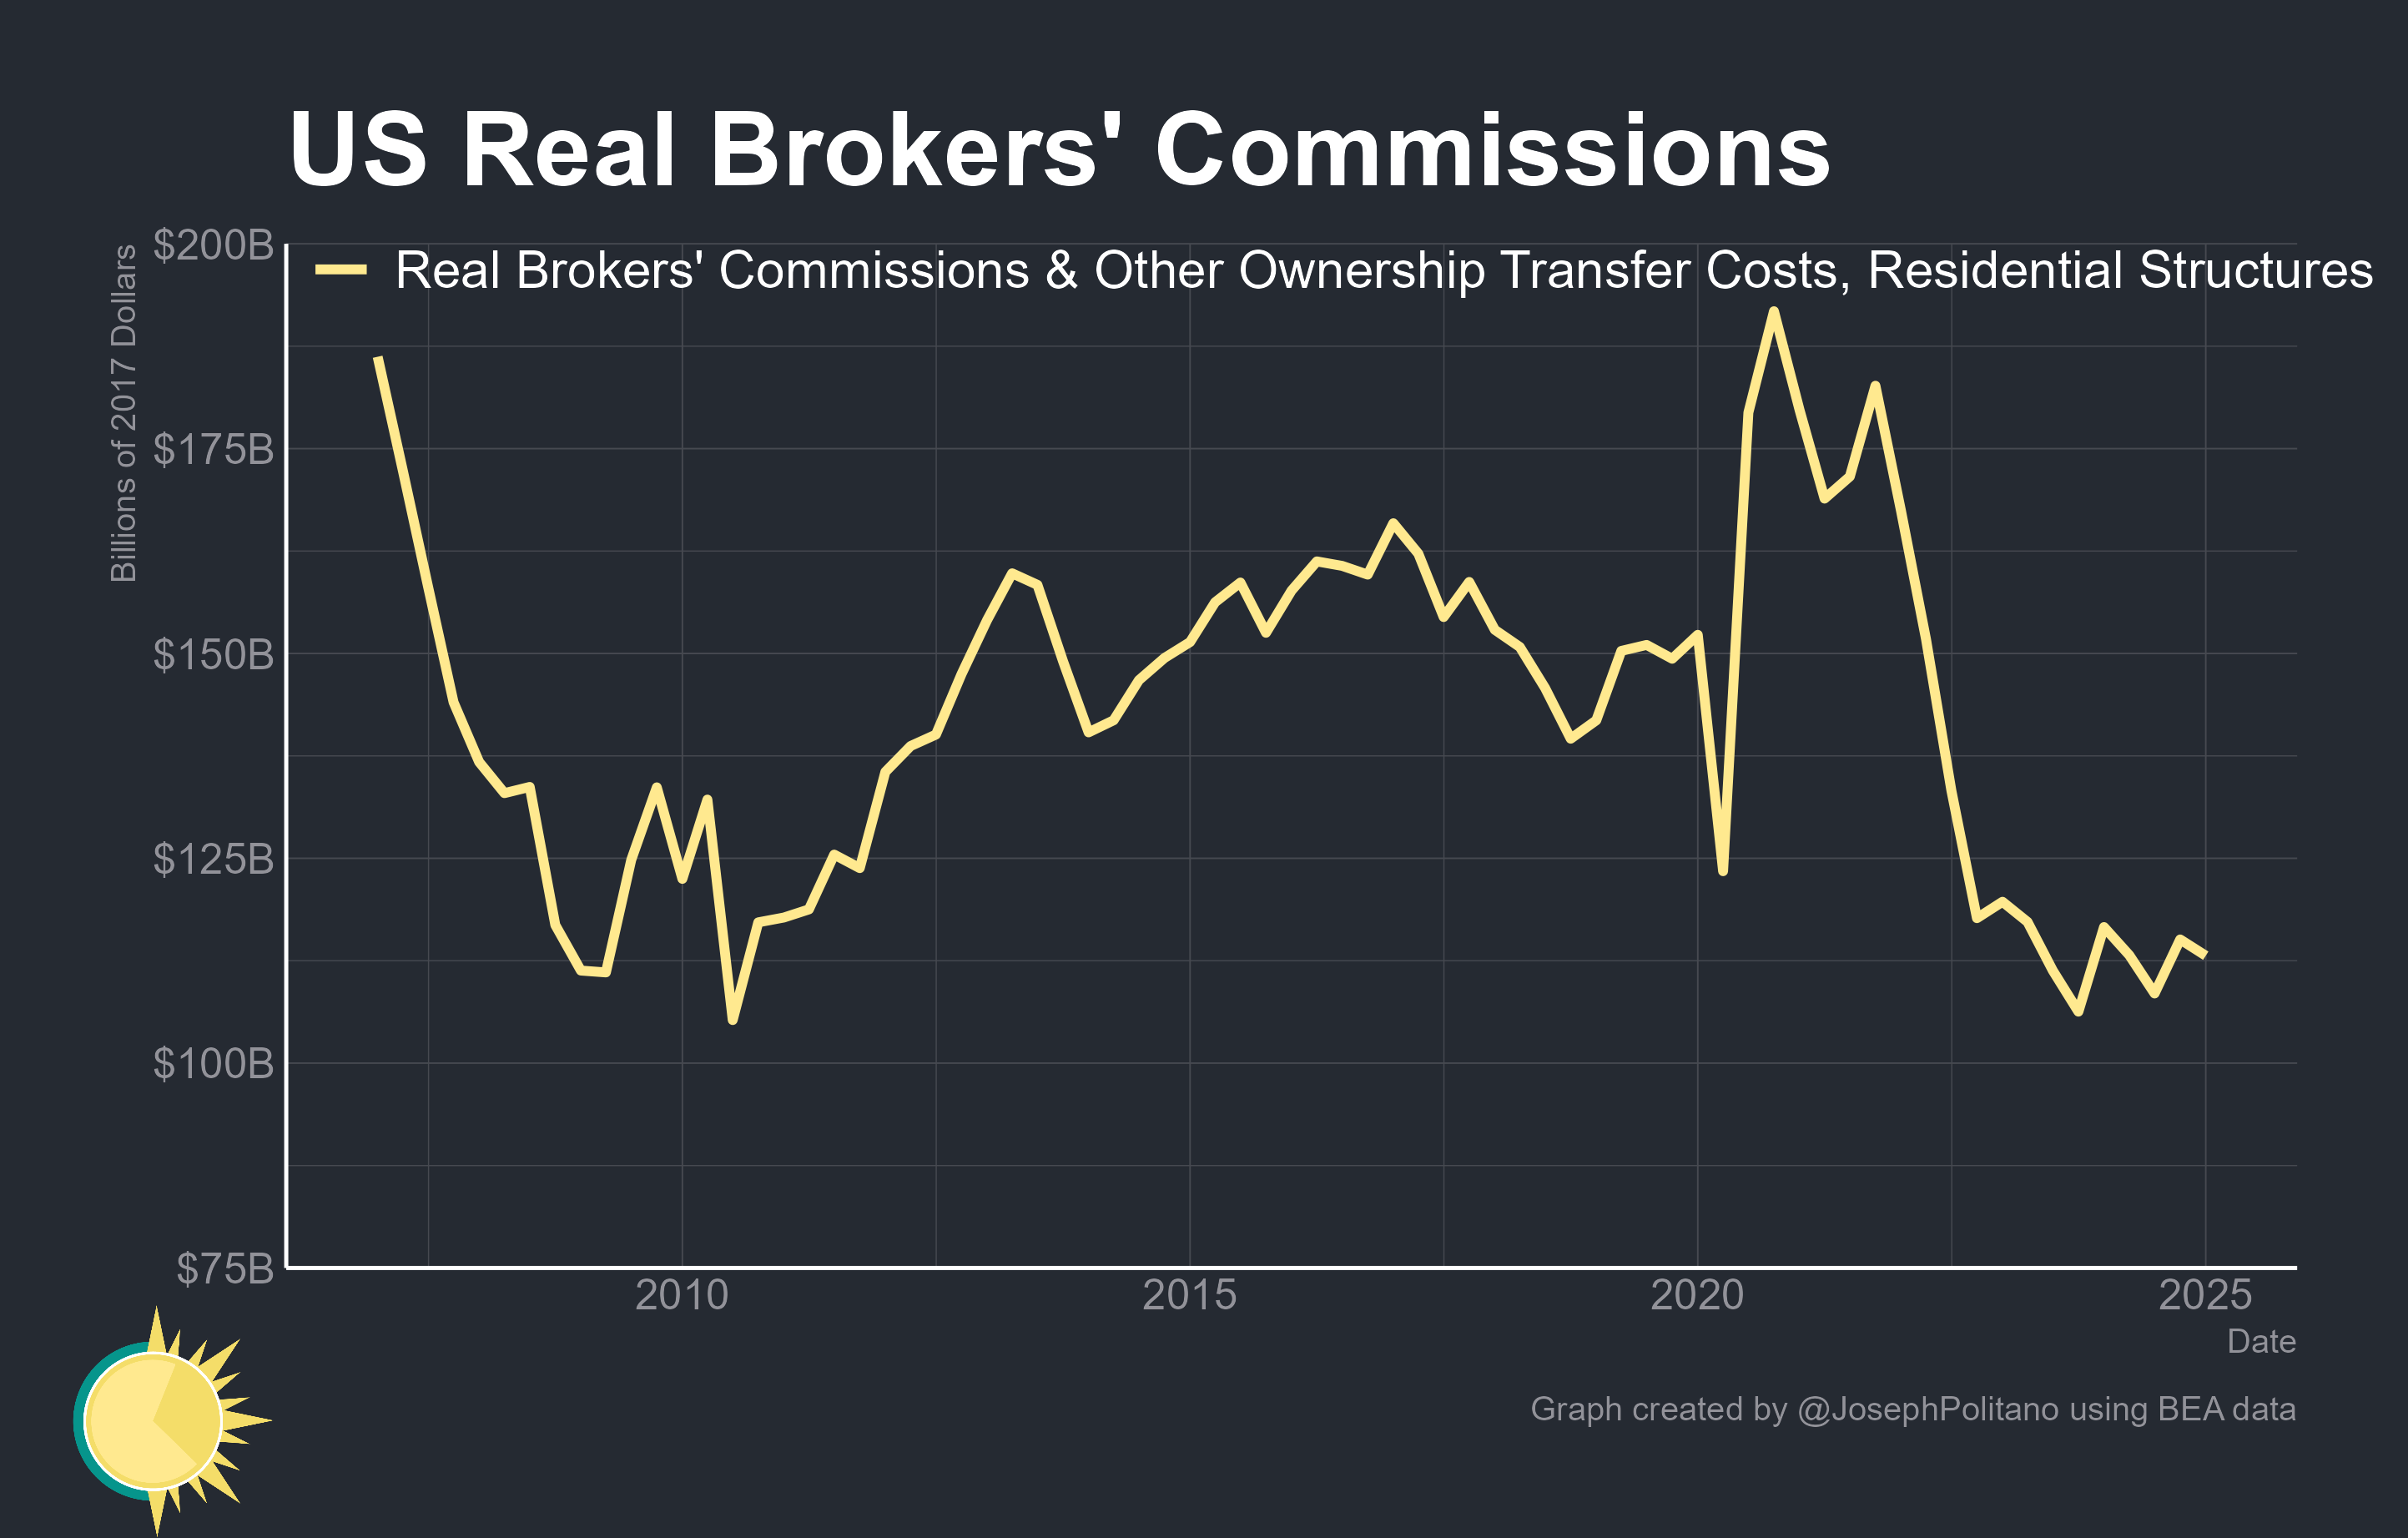 US Real Brokers' Commissions
Billions of 2017 Dollars
Real Brokers' Commissions & Other Ownership Transfer Costs, Residential Structures
$200B
$175B
$150B
$125B
$100B
$75B
2010
2015
2020
2025
Date
Graph created by @JosephPolitano using BEA data